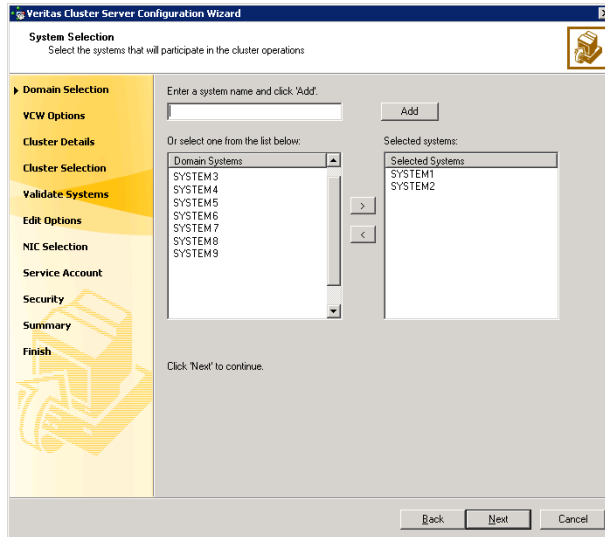 Veritas Cluster Server Configuration Wizard
System Selection
Select the systems that will participate in the cluster operations
Domain Selection
VCW Options
Cluster Details
Cluster Selection
Validate Systems
Edit Options
NIC Selection
Service Account
Security
Summary
Finish
Enter a system name and click 'Add'.
Add
Or select one from the list below:
Domain Systems
SYSTEM3
SYSTEM4
SYSTEM5
SYSTEM6
SYSTEM7
SYSTEM8
SYSTEM9
>
<
Selected systems:
Selected Systems
SYSTEM1
SYSTEM2
Click 'Next' to continue.
Back
Next
Cancel